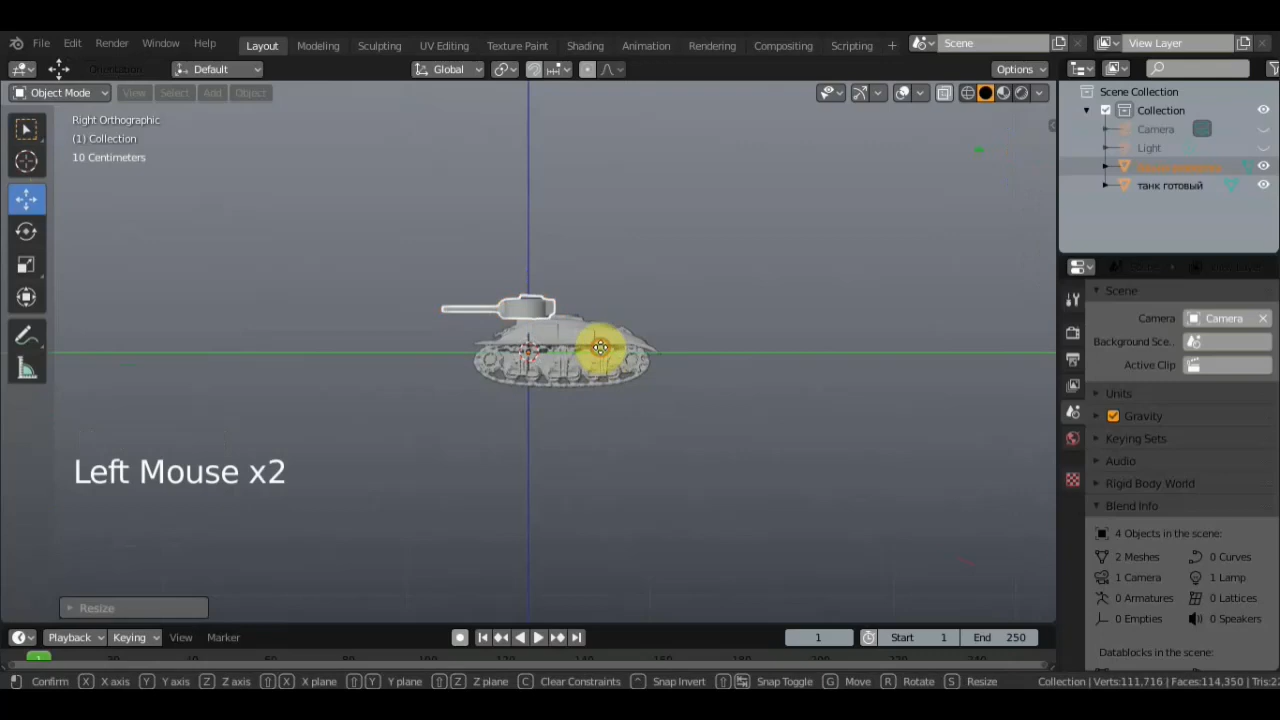 File Edit Render Window Help Layout Modeling Sculpting UV Editing Texture Paint Shading Animation Rendering Compositing Scripting + Scene View Layer
Orientation Default Global Options
Object Mode View Select Add Object
Right Orthographic
(1) Collection
10 Centimeters
Scene Collection
Collection
Camera
Light
танк готовый
Scene
Camera Camera
Background Sce..
Active Clip
Units
Gravity
Keying Sets
Audio
Rigid Body World
Blend Info
4 Objects in the scene:
2 Meshes 0 Curves
1 Camera 1 Lamp
0 Armatures 0 Lattices
0 Empties 0 Speakers
Datablocks in the scene:
Left Mouse x2
Resize
Playback Keying View Marker 1 Start 1 End 250
1
Confirm X X axis Y Y axis Z Z axis X X plane Y Y plane Z Z plane C Clear Constraints Snap Invert Snap Toggle G Move R Rotate S Resize Collection | Verts:111,716 | Faces:114,350 |